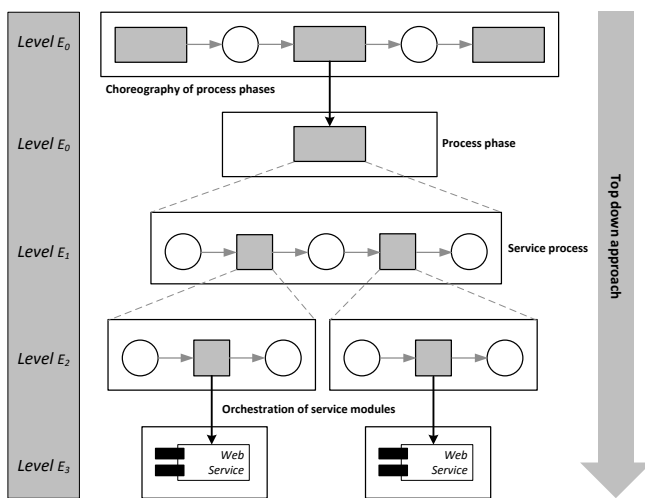 Level E0
Choreography of process phases
Level E0
Process phase
Level E1
Service process
Level E2
Orchestration of service modules
Level E3
Web
Service
Web
Service
Top down approach